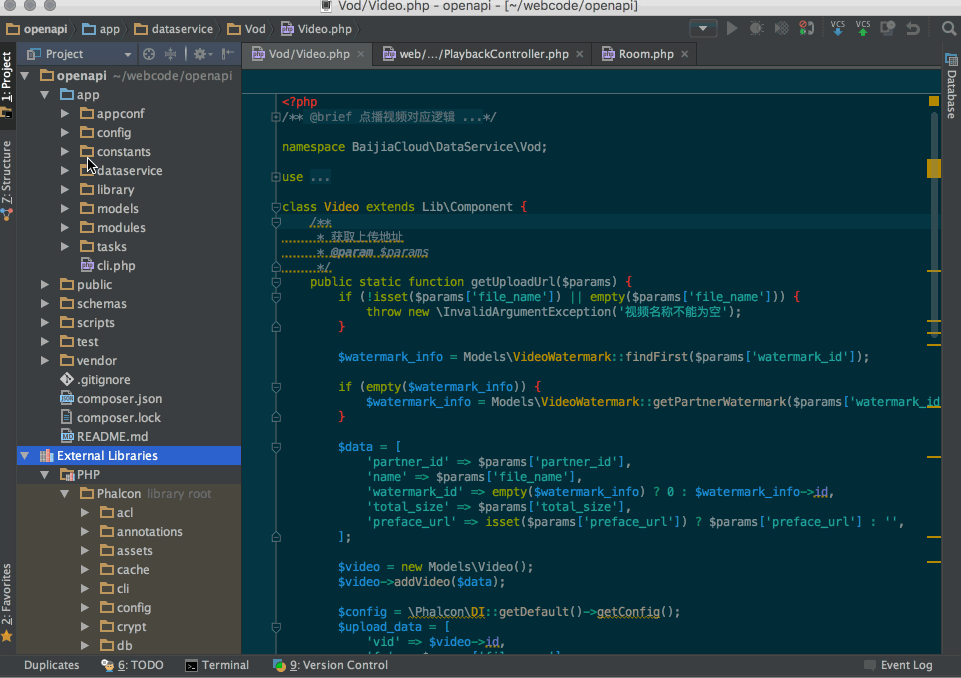 Vod/Video.php - openapi - [~/webcode/openapi]
openapi app dataservice Vod Video.php
VCS VCS
Project
Vod/Video.php × web/.../PlaybackController.php × Room.php ×
1: Project
Z: Structure
2: Favorites
Database
openapi ~/webcode/openapi
app
appconf
config
constants
dataservice
library
models
modules
tasks
cli.php
public
schemas
scripts
test
vendor
.gitignore
composer.json
composer.lock
README.md
External Libraries
PHP
Phalcon library root
acl
annotations
assets
cache
cli
config
crypt
db
<?php
/** @brief 点播视频对应逻辑 ...*/
namespace BaijiaCloud\DataService\Vod;
use ...
class Video extends Lib\Component {
/**
* 获取上传地址
* @param $params
*/
public static function getUploadUrl($params) {
if (!isset($params['file_name']) || empty($params['file_name'])) {
throw new \InvalidArgumentException('视频名称不能为空');
}
$watermark_info = Models\VideoWatermark::findFirst($params['watermark_id']);
if (empty($watermark_info)) {
$watermark_info = Models\VideoWatermark::getPartnerWatermark($params['watermark_id
}
$data = [
'partner_id' => $params['partner_id'],
'name' => $params['file_name'],
'watermark_id' => empty($watermark_info) ? 0 : $watermark_info->id,
'total_size' => $params['total_size'],
'preface_url' => isset($params['preface_url']) ? $params['preface_url'] : '',
];
$video = new Models\Video();
$video->addVideo($data);
$config = \Phalcon\DI::getDefault()->getConfig();
$upload_data = [
'vid' => $video->id,
Duplicates 6: TODO Terminal 9: Version Control Event Log